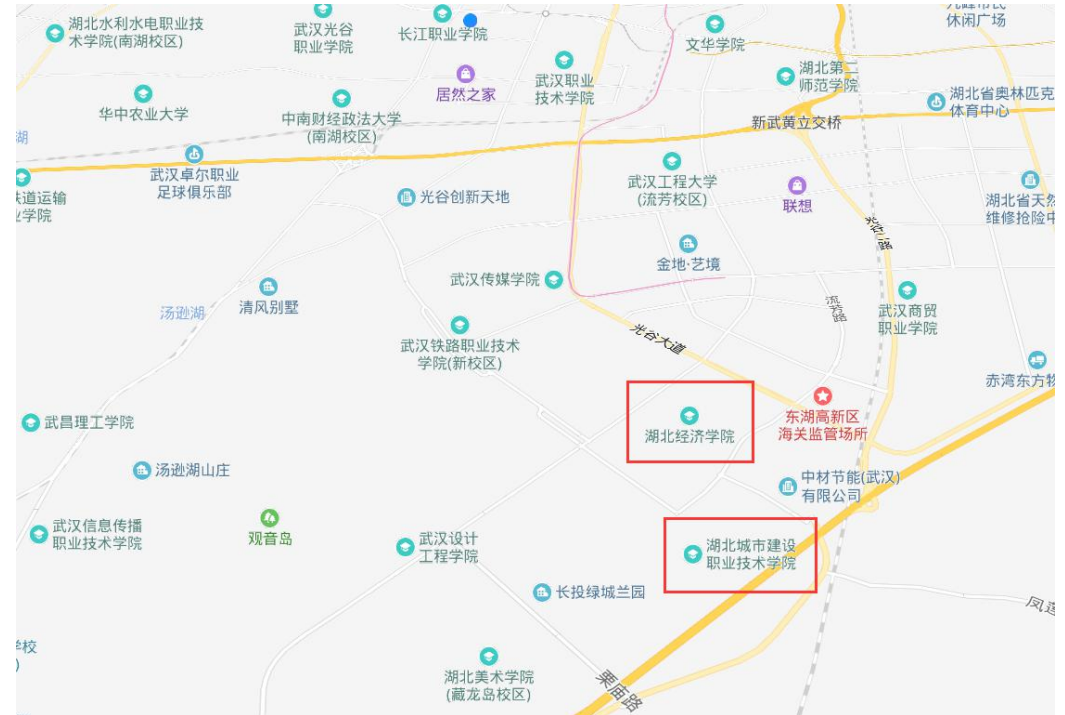 湖北水利水电职业技
术学院(南湖校区)
武汉光谷
职业学院
长江职业学院
文华学院
休闲广场
武汉职业
技术学院
居然之家
湖北第二
师范学院
华中农业大学
中南财经政法大学
(南湖校区)
湖北省奥林匹克
体育中心
新武黄立交桥
湖
武汉卓尔职业
足球俱乐部
道运输
学院
光谷创新天地
武汉工程大学
(流芳校区)
联想
湖北省天然
维修抢险中
光谷二路
金地·艺境
武汉传媒学院
汤逊湖
清风别墅
流芳路
武汉商贸
职业学院
武汉铁路职业技术
学院(新校区)
光谷大道
赤湾东方物
武昌理工学院
湖北经济学院
东湖高新区
海关监管场所
汤逊湖山庄
中材节能(武汉)
有限公司
武汉信息传播
职业技术学院
观音岛
武汉设计
工程学院
湖北城市建设
职业技术学院
长投绿城兰园
凤莲
学校
)
湖北美术学院
(藏龙岛校区)
栗庙路